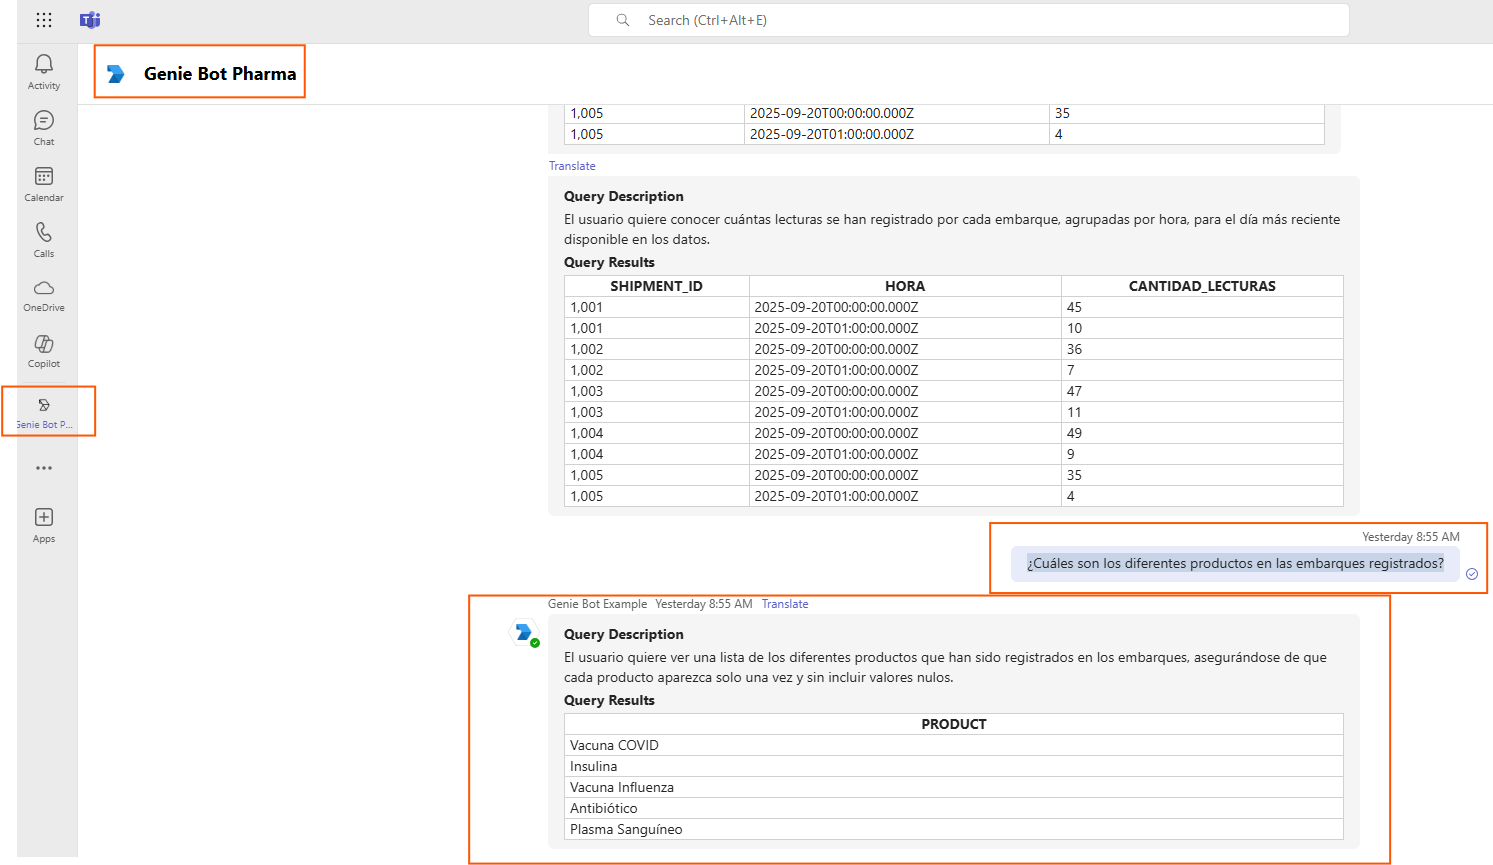 Search (Ctrl+Alt+E)
Activity
Chat
Calendar
Calls
OneDrive
Copilot
Genie Bot P...
Apps
Genie Bot Pharma
1,005 2025-09-20T00:00:00.000Z 35
1,005 2025-09-20T01:00:00.000Z 4
Translate
Query Description
El usuario quiere conocer cuántas lecturas se han registrado por cada embarque, agrupadas por hora, para el día más reciente
disponible en los datos.
Query Results
SHIPMENT_ID HORA CANTIDAD_LECTURAS
1,001 2025-09-20T00:00:00.000Z 45
1,001 2025-09-20T01:00:00.000Z 10
1,002 2025-09-20T00:00:00.000Z 36
1,002 2025-09-20T01:00:00.000Z 7
1,003 2025-09-20T00:00:00.000Z 47
1,003 2025-09-20T01:00:00.000Z 11
1,004 2025-09-20T00:00:00.000Z 49
1,004 2025-09-20T01:00:00.000Z 9
1,005 2025-09-20T00:00:00.000Z 35
1,005 2025-09-20T01:00:00.000Z 4
Yesterday 8:55 AM
¿Cuáles son los diferentes productos en las embarques registrados?
Genie Bot Example Yesterday 8:55 AM Translate
Query Description
El usuario quiere ver una lista de los diferentes productos que han sido registrados en los embarques, asegurándose de que
cada producto aparezca solo una vez y sin incluir valores nulos.
Query Results
PRODUCT
Vacuna COVID
Insulina
Vacuna Influenza
Antibiótico
Plasma Sanguíneo